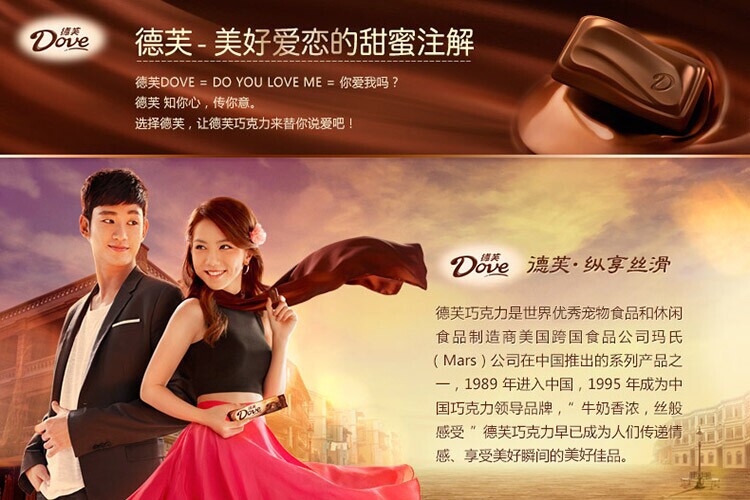 德芙
Dove
德芙 - 美好爱恋的甜蜜注解
德芙DOVE = DO YOU LOVE ME = 你爱我吗?
德芙 知你心，传你意。
选择德芙，让德芙巧克力来替你说爱吧！
德芙
Dove
德芙·纵享丝滑
德芙巧克力是世界优秀宠物食品和休闲
食品制造商美国跨国食品公司玛氏
（Mars）公司在中国推出的系列产品之
一，1989 年进入中国，1995 年成为中
国巧克力领导品牌，“ 牛奶香浓，丝般
感受 ”德芙巧克力早已成为人们传递情
感、享受美好瞬间的美好佳品。